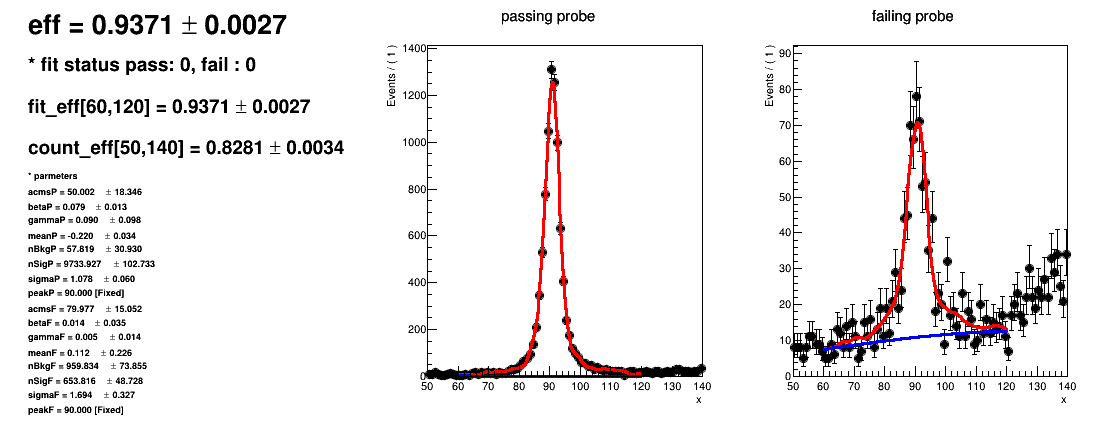 eff = 0.9371 ± 0.0027
* fit status pass: 0, fail : 0
fit_eff[60,120] = 0.9371 ± 0.0027
count_eff[50,140] = 0.8281 ± 0.0034
* parmeters
acmsP = 50.002 ± 18.346
betaP = 0.079 ± 0.013
gammaP = 0.090 ± 0.098
meanP = -0.220 ± 0.034
nBkgP = 57.819 ± 30.930
nSigP = 9733.927 ± 102.733
sigmaP = 1.078 ± 0.060
peakP = 90.000 [Fixed]
acmsF = 79.977 ± 15.052
betaF = 0.014 ± 0.035
gammaF = 0.005 ± 0.014
meanF = 0.112 ± 0.226
nBkgF = 959.834 ± 73.855
nSigF = 653.816 ± 48.728
sigmaF = 1.694 ± 0.327
peakF = 90.000 [Fixed]
passing probe
Events / ( 1 )
1400
1200
1000
800
600
400
200
0
50 60 70 80 90 100 110 120 130 140
x
failing probe
Events / ( 1 )
90
80
70
60
50
40
30
20
10
0
50 60 70 80 90 100 110 120 130 140
x